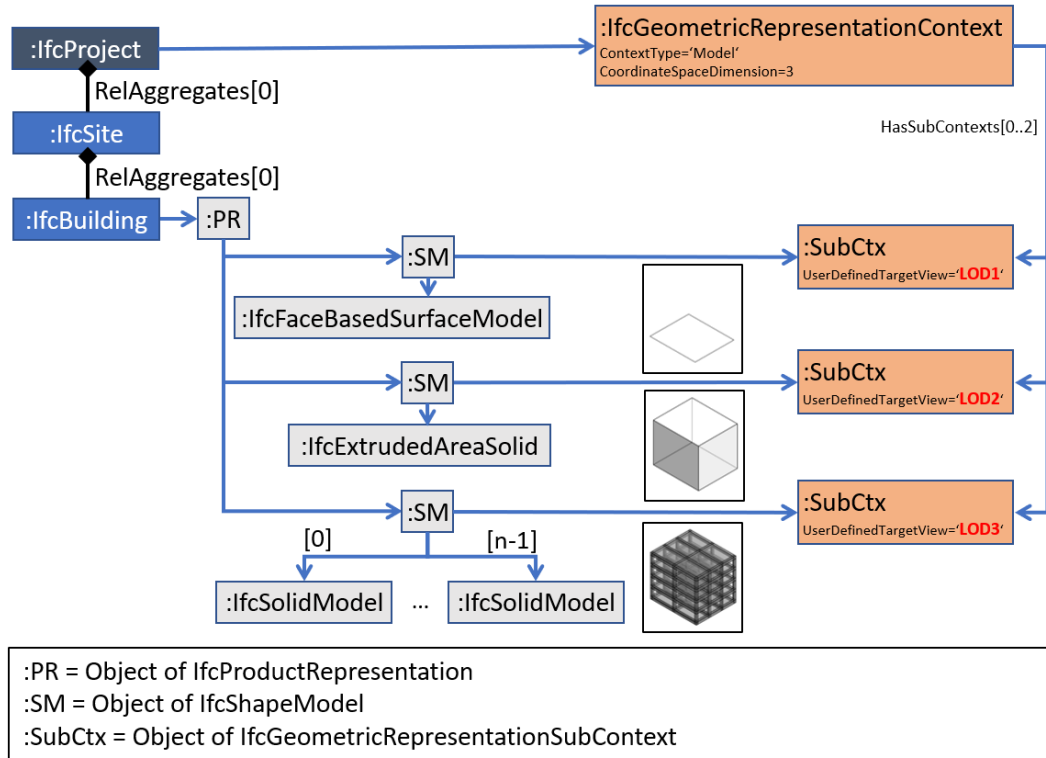 :IfcProject
:IfcGeometricRepresentationContext
ContextType=‘Model‘
CoordinateSpaceDimension=3
RelAggregates[0]
:IfcSite
HasSubContexts[0..2]
RelAggregates[0]
:IfcBuilding
:PR
:SM
:SubCtx
UserDefinedTargetView=‘LOD1‘
:IfcFaceBasedSurfaceModel
:SM
:SubCtx
UserDefinedTargetView=‘LOD2‘
:IfcExtrudedAreaSolid
:SM
:SubCtx
UserDefinedTargetView=‘LOD3‘
[0]
[n-1]
:IfcSolidModel
...
:IfcSolidModel
:PR = Object of IfcProductRepresentation
:SM = Object of IfcShapeModel
:SubCtx = Object of IfcGeometricRepresentationSubContext